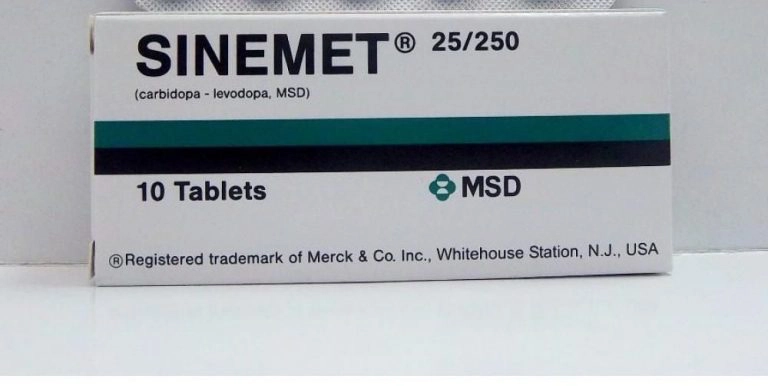 SINEMET® 25/250
(carbidopa - levodopa, MSD)
10 Tablets MSD
®Registered trademark of Merck & Co. Inc., Whitehouse Station, N.J., USA